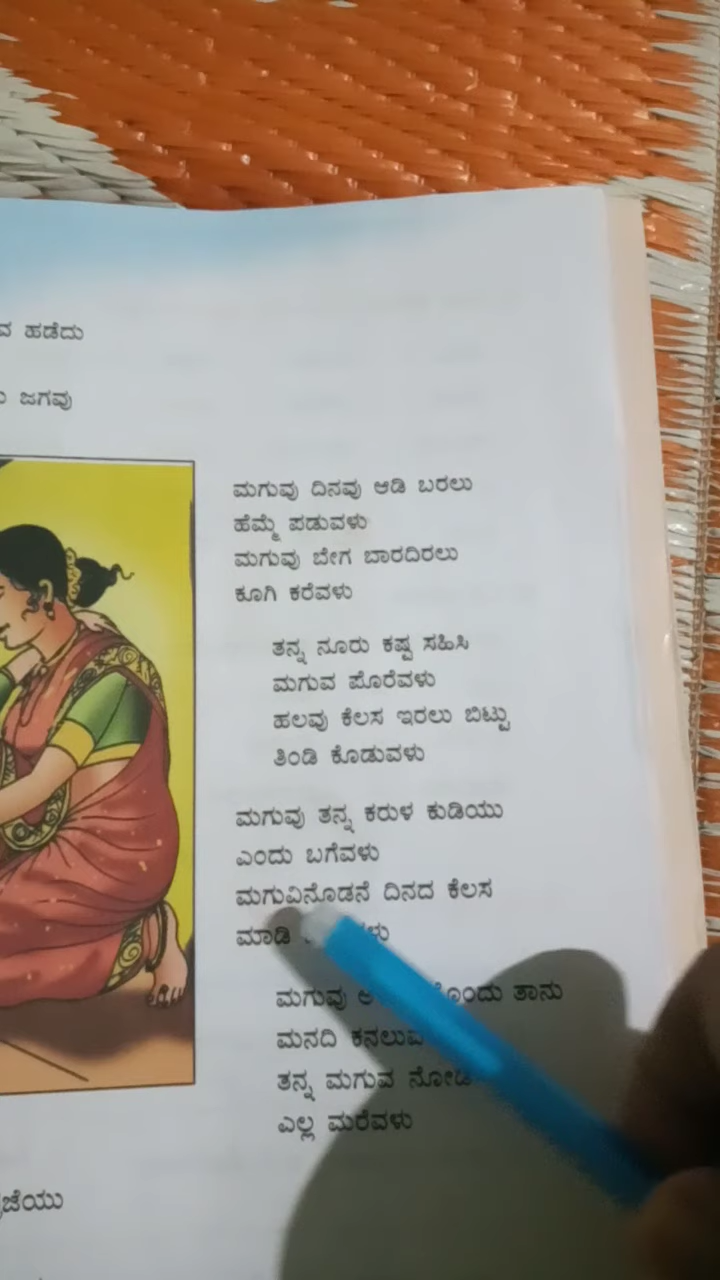 ಹಡೆದು
ಜಗವು
ಮಗುವು ದಿನವು ಆಡಿ ಬರಲು
ಹೆಮ್ಮೆ ಪಡುವಳು
ಮಗುವು ಬೇಗ ಬಾರದಿರಲು
ಕೂಗಿ ಕರೆವಳು
ತನ್ನ ನೂರು ಕಷ್ಟ ಸಹಿಸಿ
ಮಗುವ ಪೊರೆವಳು
ಹಲವು ಕೆಲಸ ಇರಲು ಬಿಟ್ಟು
ತಿಂಡಿ ಕೊಡುವಳು
ಮಗುವು ತನ್ನ ಕರುಳ ಕುಡಿಯು
ಎಂದು ಬಗೆವಳು
ಮಗುವಿನೊಡನೆ ದಿನದ ಕೆಲಸ
ಮಾಡಿ
ಮಗುವು ತಾನು
ಮನದಿ
ತನ್ನ ಮಗುವ
ಎಲ್ಲ ಮರೆವಳು